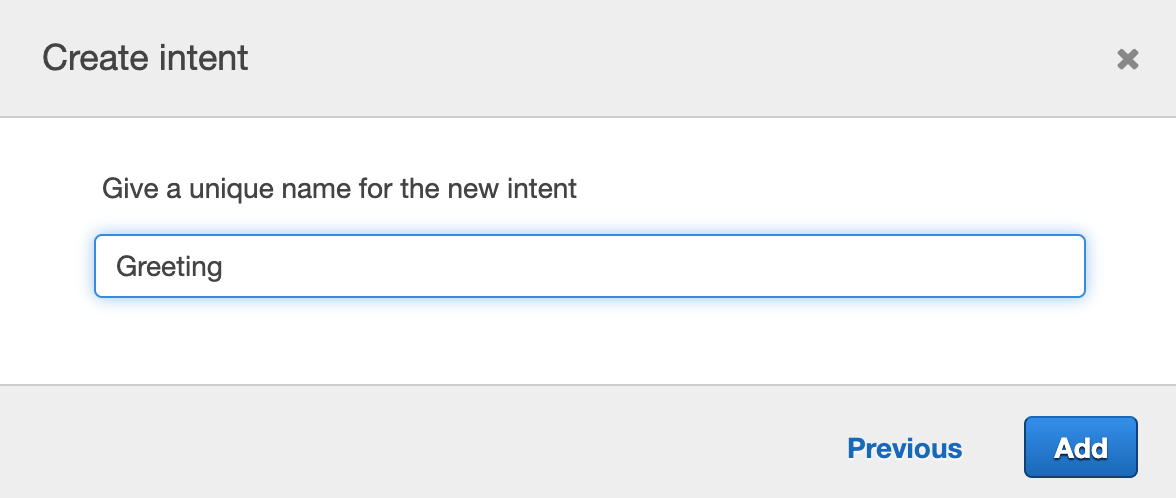 Create intent
Give a unique name for the new intent
Greeting
Previous
Add